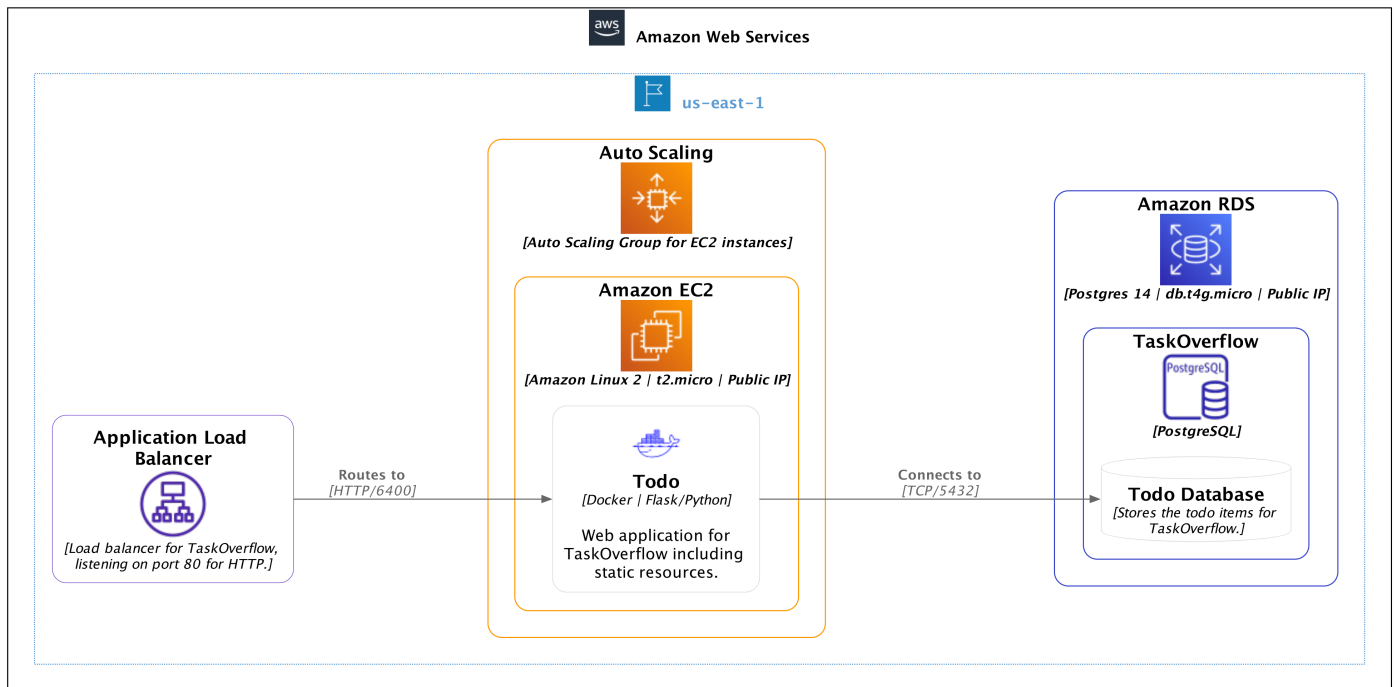 aws
Amazon Web Services
us-east-1
Auto Scaling
[Auto Scaling Group for EC2 instances]
Amazon EC2
[Amazon Linux 2 | t2.micro | Public IP]
Application Load
Balancer
[Load balancer for TaskOverflow,
listening on port 80 for HTTP.]
Routes to
[HTTP/6400]
Todo
[Docker | Flask/Python]
Web application for
TaskOverflow including
static resources.
Connects to
[TCP/5432]
Amazon RDS
[Postgres 14 | db.t4g.micro | Public IP]
TaskOverflow
PostgreSQL
[PostgreSQL]
Todo Database
[Stores the todo items for
TaskOverflow.]